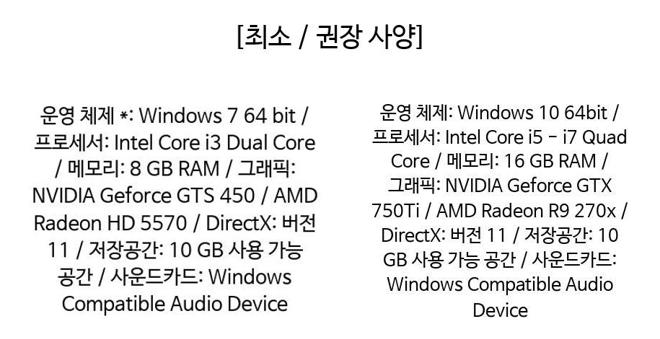 [최소 / 권장 사양]
운영 체제 *: Windows 7 64 bit /
프로세서: Intel Core i3 Dual Core
/ 메모리: 8 GB RAM / 그래픽:
NVIDIA Geforce GTS 450 / AMD
Radeon HD 5570 / DirectX: 버전
11 / 저장공간: 10 GB 사용 가능
공간 / 사운드카드: Windows
Compatible Audio Device
운영 체제: Windows 10 64bit /
프로세서: Intel Core i5 - i7 Quad
Core / 메모리: 16 GB RAM /
그래픽: NVIDIA Geforce GTX
750Ti / AMD Radeon R9 270x /
DirectX: 버전 11 / 저장공간: 10
GB 사용 가능 공간 / 사운드카드:
Windows Compatible Audio
Device